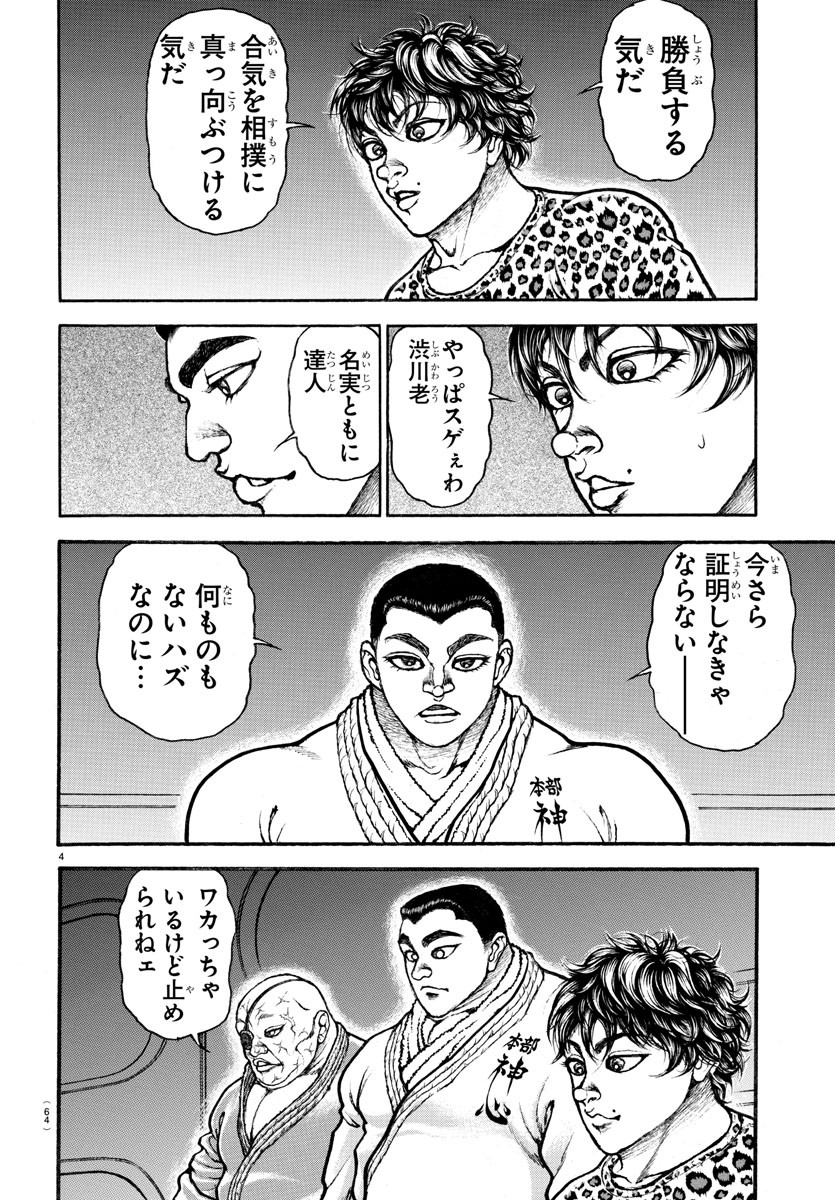 勝負する
気だ
合気を相撲に
真っ向ぶつける
気だ
やっぱスゲぇわ
渋川老
名実ともに
達人
今さら
証明しなきゃ
ならない━━
何ものも
ないハズ
なのに…
本部
神
4
ワカっちゃ
いるけど止め
られねェ
本部
神
(64)